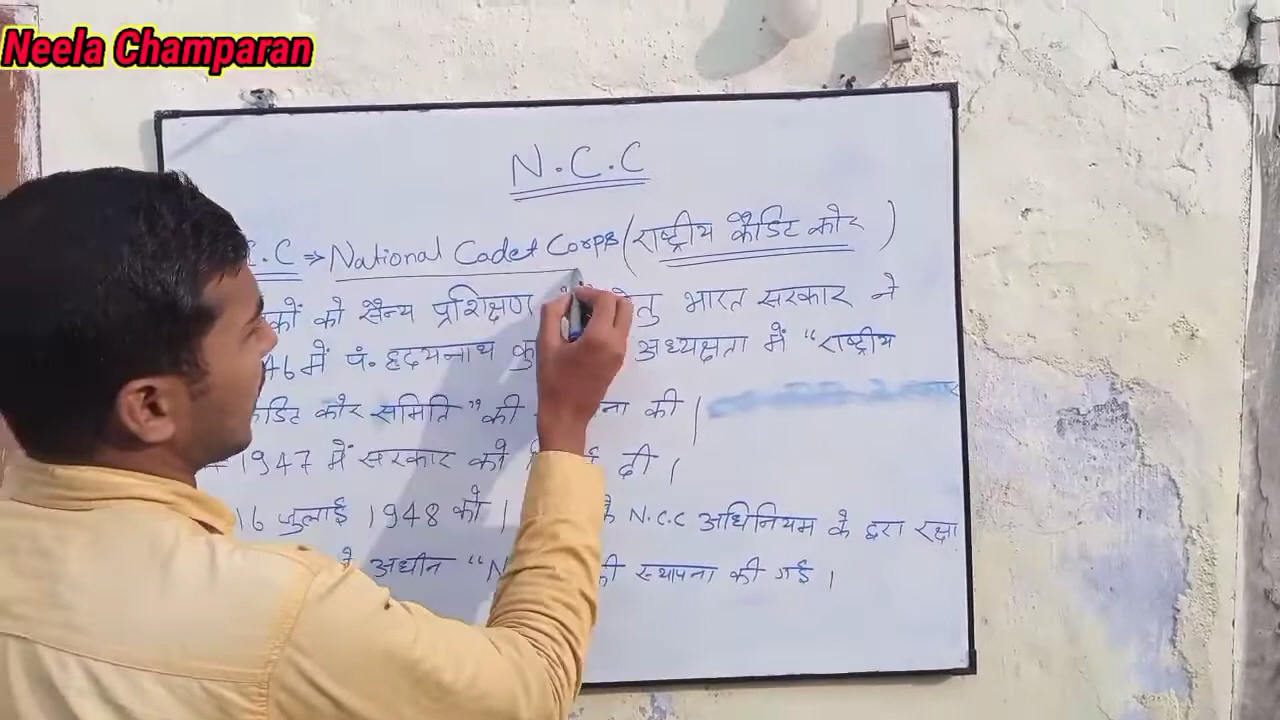 Neela Champaran
N.C.C
.C ⇒ National Cadet Corps (राष्ट्रीय कैडिट कोर )
को सैन्य प्रशिक्षण भारत सरकार ने
46 में पं. हृदयनाथ अध्यक्षता में "राष्ट्रीय
कौर समिति" की की |
1947 में सरकार को दी |
16 जुलाई 1948 को N.C.C अधिनियम के द्वरा रक्षा
अधीन "N की स्थापना की गई |